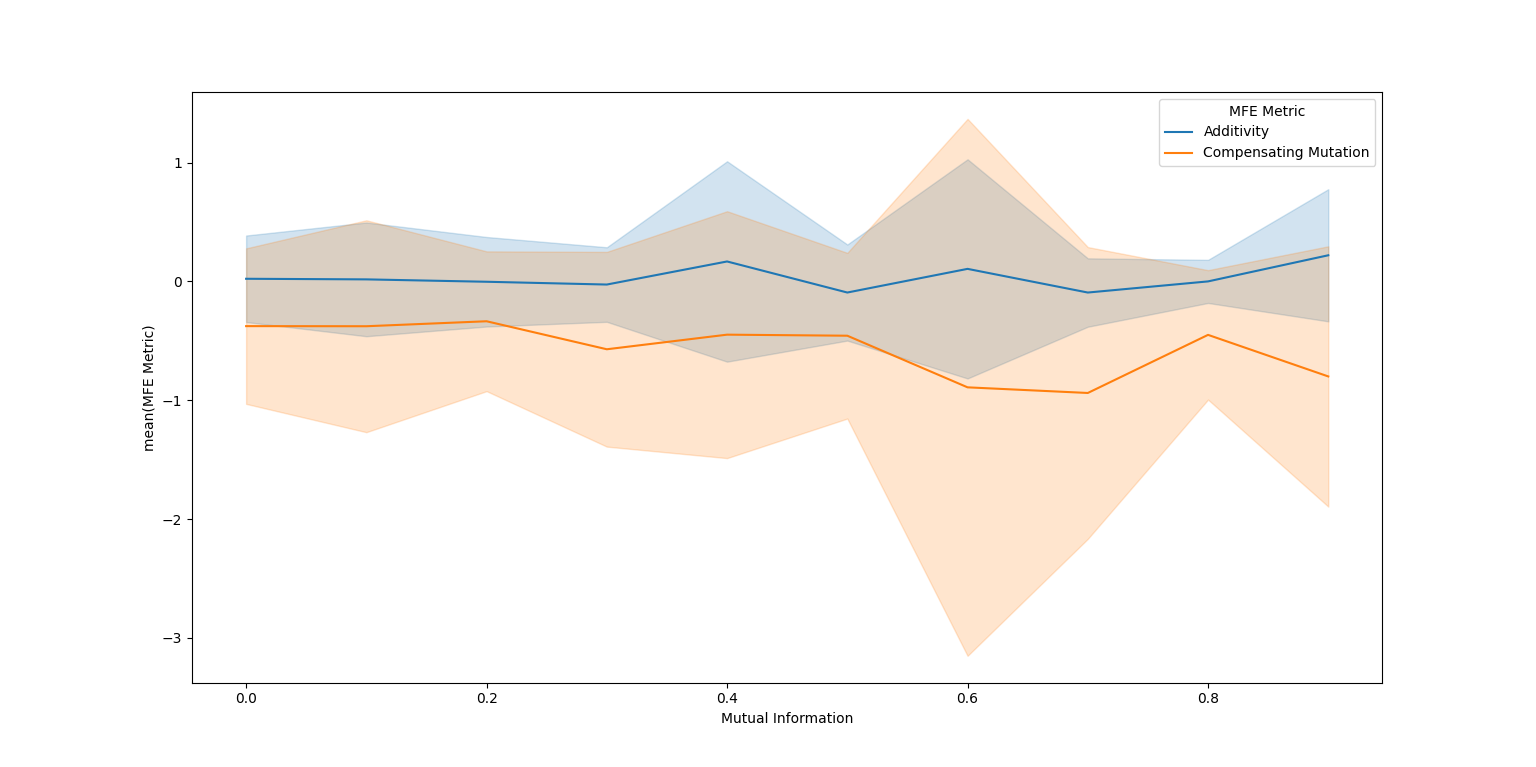 MFE Metric
Additivity
Compensating Mutation
1
0
−1
−2
−3
mean(MFE Metric)
0.0 0.2 0.4 0.6 0.8
Mutual Information